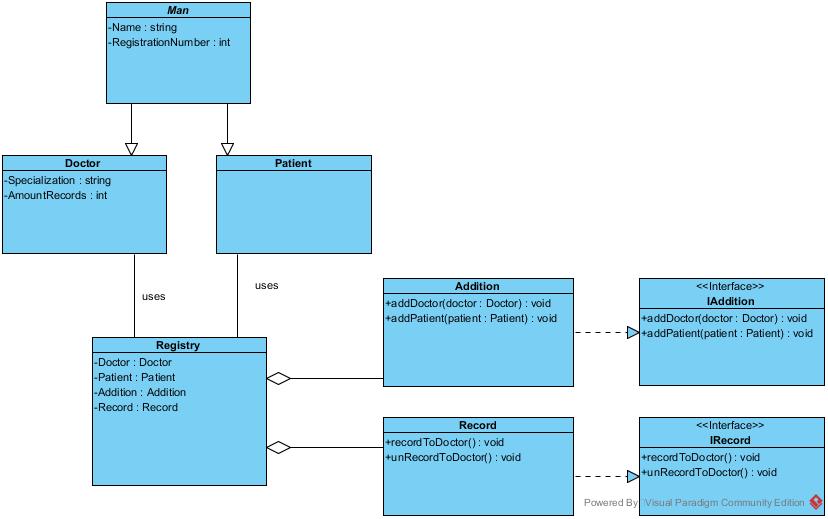 Man
-Name : string
-RegistrationNumber : int
Doctor
-Specialization : string
-AmountRecords : int
Patient
uses
uses
Registry
-Doctor : Doctor
-Patient : Patient
-Addition : Addition
-Record : Record
Addition
+addDoctor(doctor : Doctor) : void
+addPatient(patient : Patient) : void
<<Interface>>
IAddition
+addDoctor(doctor : Doctor) : void
+addPatient(patient : Patient) : void
Record
+recordToDoctor() : void
+unRecordToDoctor() : void
<<Interface>>
IRecord
+recordToDoctor() : void
+unRecordToDoctor() : void
Powered By Visual Paradigm Community Edition